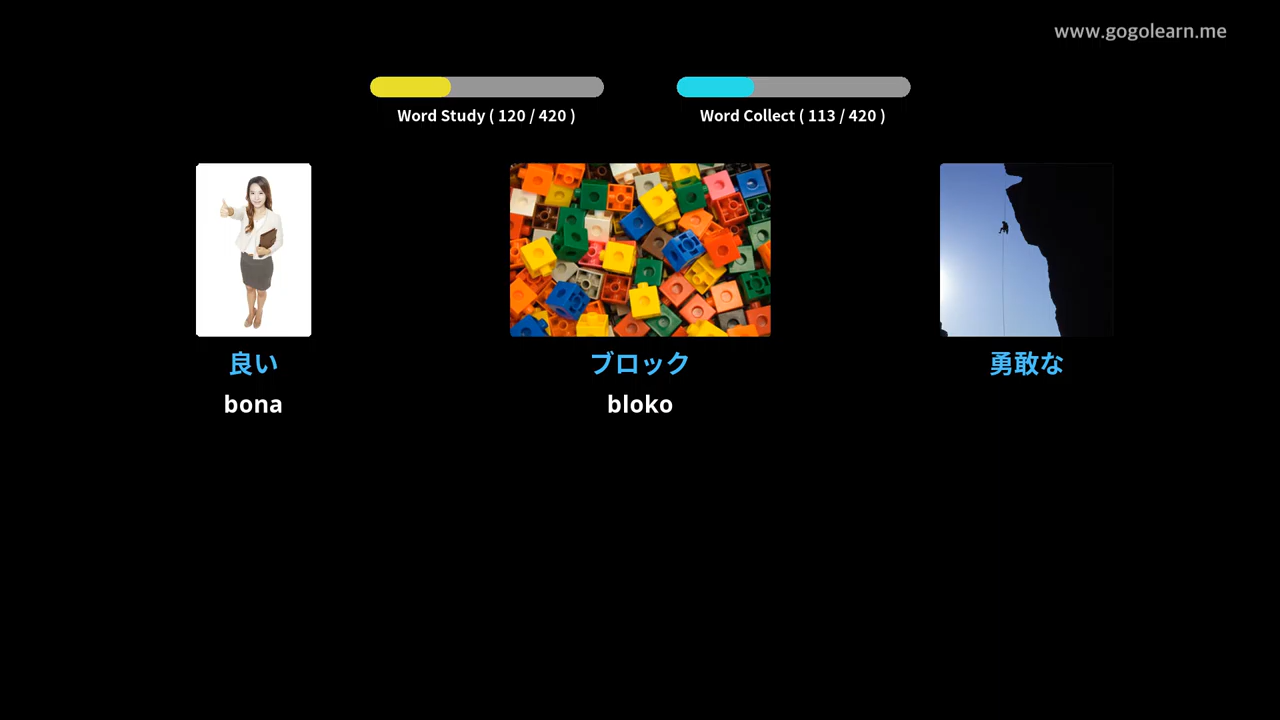 www.gogolearn.me
Word Study ( 120 / 420 )
Word Collect ( 113 / 420 )
良い
ブロック
勇敢な
bona
bloko